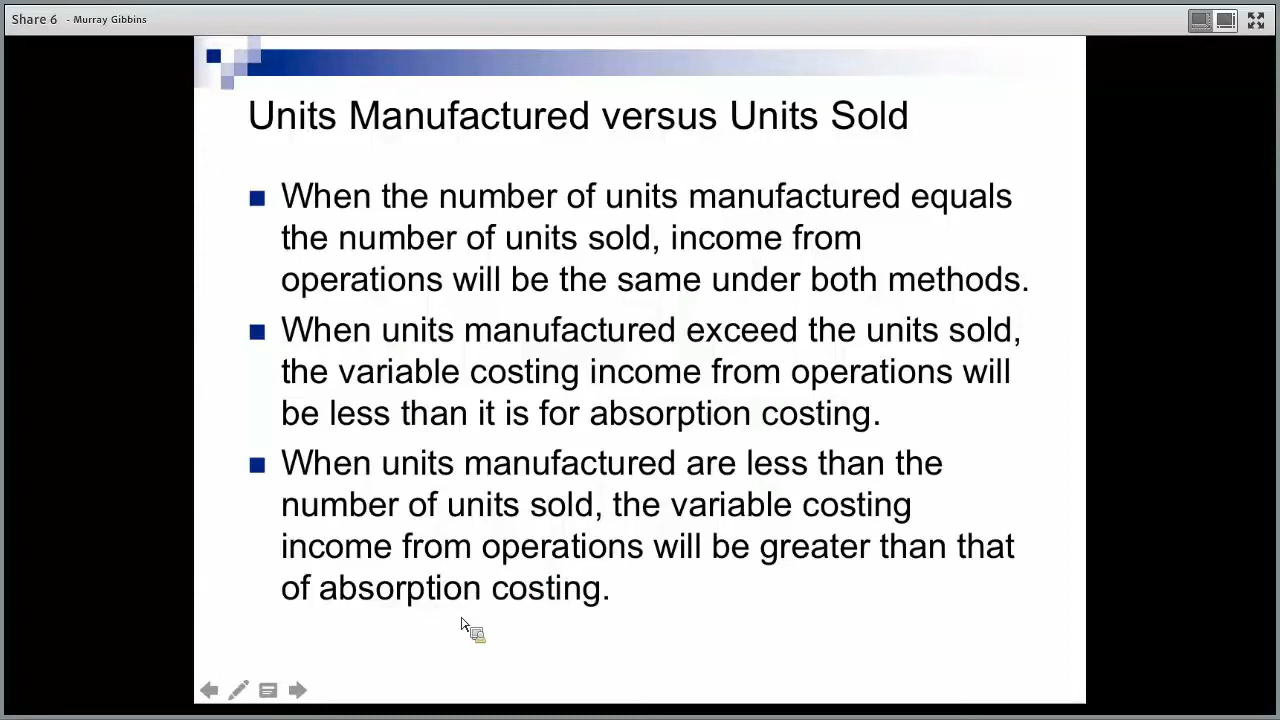 Share 6 - Murray Gibbins
Units Manufactured versus Units Sold
When the number of units manufactured equals
the number of units sold, income from
operations will be the same under both methods.
When units manufactured exceed the units sold,
the variable costing income from operations will
be less than it is for absorption costing.
When units manufactured are less than the
number of units sold, the variable costing
income from operations will be greater than that
of absorption costing.